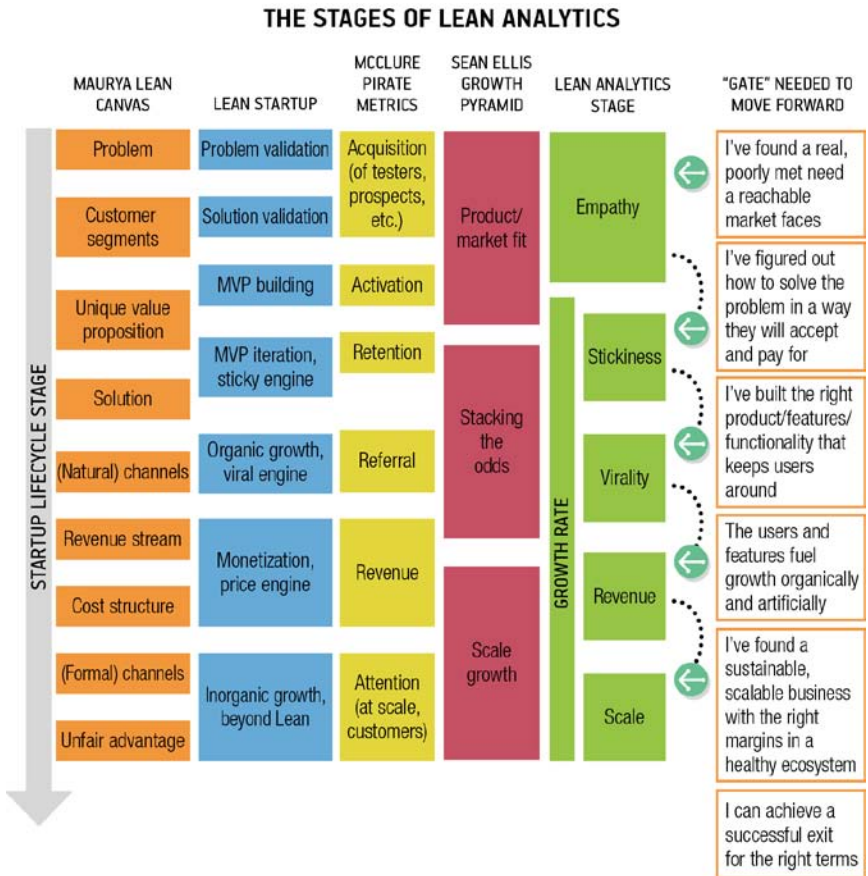 THE STAGES OF LEAN ANALYTICS
MAURYA LEAN
CANVAS
LEAN STARTUP
MCCLURE
PIRATE
METRICS
SEAN ELLIS
GROWTH
PYRAMID
LEAN ANALYTICS
STAGE
"GATE" NEEDED TO
MOVE FORWARD
STARTUP LIFECYCLE STAGE
Problem
Customer
segments
Unique value
proposition
Solution
(Natural) channels
Revenue stream
Cost structure
(Formal) channels
Unfair advantage
Problem validation
Solution validation
MVP building
MVP iteration,
sticky engine
Organic growth,
viral engine
Monetization,
price engine
Inorganic growth,
beyond Lean
Acquisition
(of testers,
prospects,
etc.)
Activation
Retention
Referral
Revenue
Attention
(at scale,
customers)
Product/
market fit
Stacking
the
odds
Scale
growth
GROWTH RATE
Empathy
Stickiness
Virality
Revenue
Scale
I've found a real,
poorly met need
a reachable
market faces
I've figured out
how to solve the
problem in a way
they will accept
and pay for
I've built the right
product/features/
functionality that
keeps users
around
The users and
features fuel
growth organically
and artificially
I've found a
sustainable,
scalable business
with the right
margins in a
healthy ecosystem
I can achieve a
successful exit
for the right terms